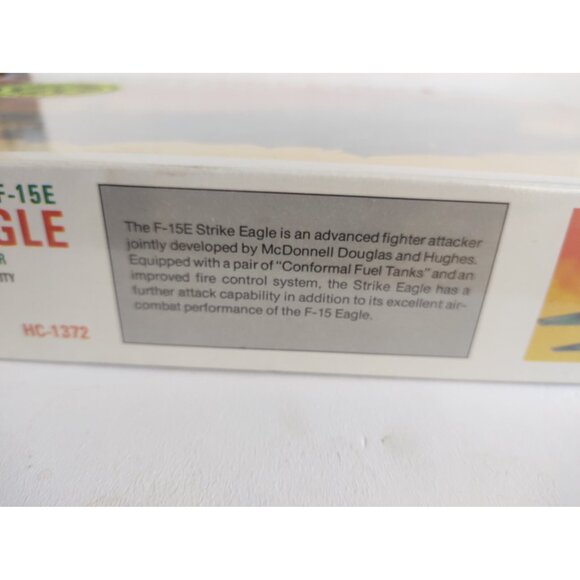 F-15E
GLE
R
ITY
HC-1372
The F-15E Strike Eagle is an advanced fighter attacker
jointly developed by McDonnell Douglas and Hughes.
Equipped with a pair of "Conformal Fuel Tanks" and an
improved fire control system, the Strike Eagle has a
further attack capability in addition to its excellent air-
combat performance of the F-15 Eagle.